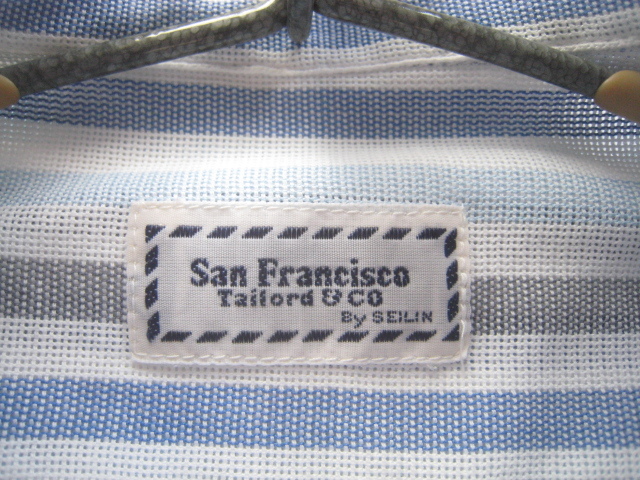 San Francisco
Tailord & CO
By SEILIN